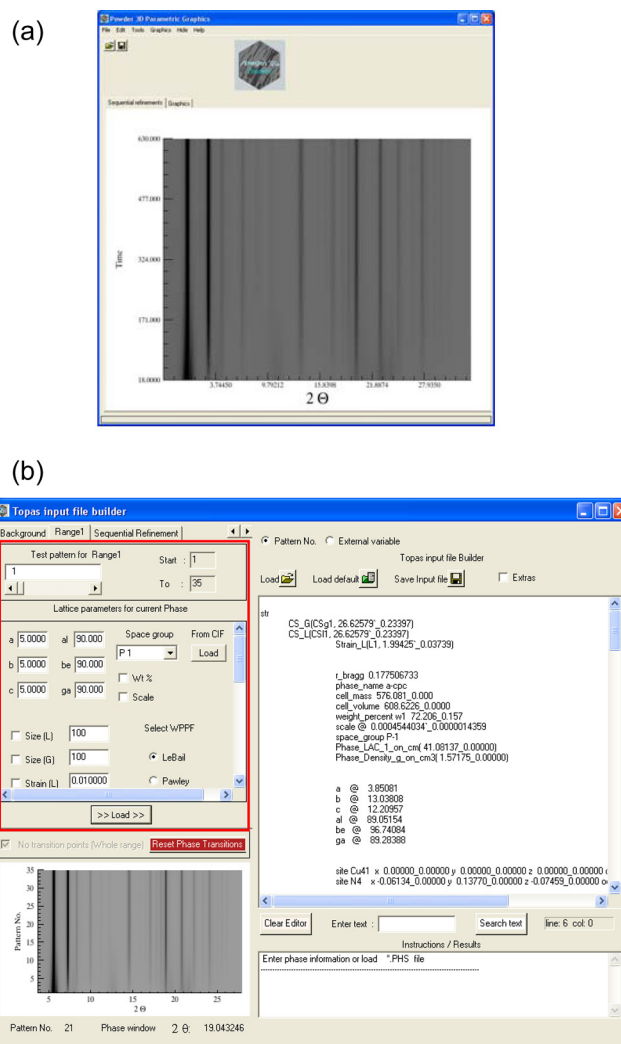 (a)
Powder 3D Parametric Graphics
File Edit Tools Graphics Hide Help
Sequential refinements Graphics
630.000
477.000
324.000
171.000
18.0000
Time
3.74450 9.79212 15.8398 21.8874 27.9350
2 Θ
(b)
Topas input file builder
Background Range1 Sequential Refinement
Test pattern for Range1
1
Start : 1
To : 35
Lattice parameters for current Phase
a 5.0000 al 90.000
b 5.0000 be 90.000
c 5.0000 ga 90.000
Space group
P 1
From CIF
Load
Wt %
Scale
Size (L) 100
Size (G) 100
Strain (L) 0.010000
Select WPPF
LeBail
Pawley
>> Load >>
No transition points (Whole range) Reset Phase Transitions
35
30
25
20
15
10
5
Pattern No.
5 10 15 20 25
2 θ
Pattern No. 21 Phase window 2 θ: 19.043246
Pattern No. External variable
Topas input file Builder
Load Load default Save Input file Extras
str
CS_G(CSg1, 26.62579`_0.23397)
CS_L(CSl1, 26.62579`_0.23397)
Strain_L(L1, 1.99425`_0.03739)
r_bragg 0.177506733
phase_name a-cpc
cell_mass 576.081_0.000
cell_volume 608.6226_0.0000
weight_percent w1 72.206_0.157
scale @ 0.0004544034`_0.0000014359
space_group P-1
Phase_LAC_1_on_cm( 41.08137_0.00000)
Phase_Density_g_on_cm3( 1.57175_0.00000)
a @ 3.85081
b @ 13.03808
c @ 12.20957
al @ 89.05154
be @ 96.74084
ga @ 89.28388
site Cu41 x 0.00000_0.00000 y 0.00000_0.00000 z 0.00000_0.00000
site N4 x -0.06134_0.00000 y 0.13770_0.00000 z -0.07459_0.00000
Clear Editor Enter text : Search text line: 6 col: 0
Instructions / Results
Enter phase information or load *.PHS file